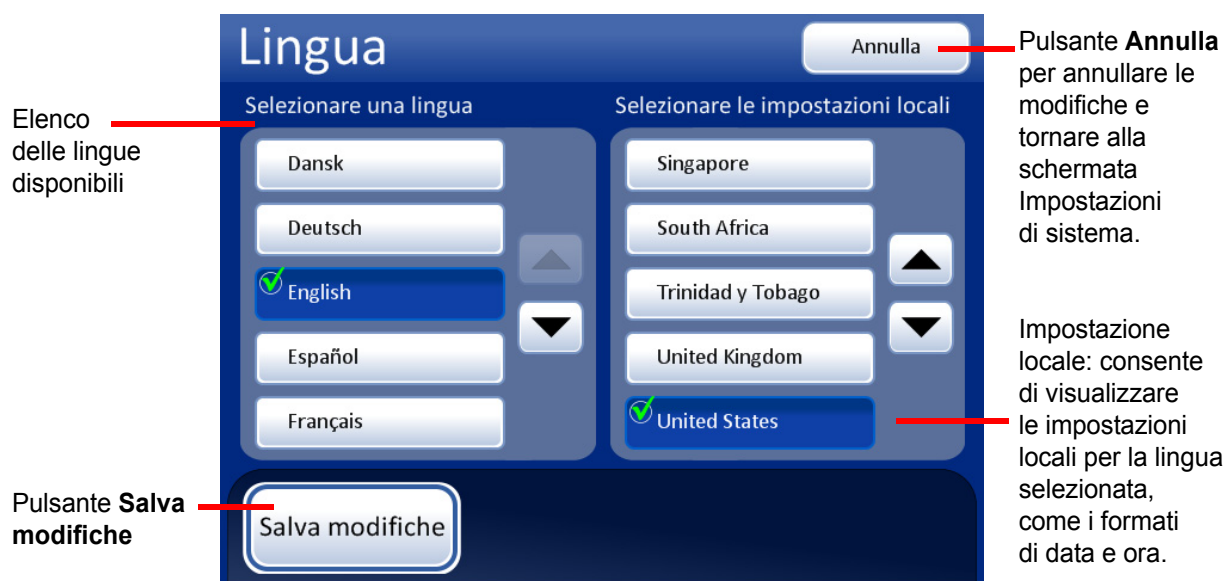 Lingua
Annulla
Selezionare una lingua
Selezionare le impostazioni locali
Dansk
Deutsch
English
Español
Français
Singapore
South Africa
Trinidad y Tobago
United Kingdom
United States
Salva modifiche
Elenco
delle lingue
disponibili
Pulsante Salva
modifiche
Pulsante Annulla
per annullare le
modifiche e
tornare alla
schermata
Impostazioni
di sistema.
Impostazione
locale: consente
di visualizzare
le impostazioni
locali per la lingua
selezionata,
come i formati
di data e ora.